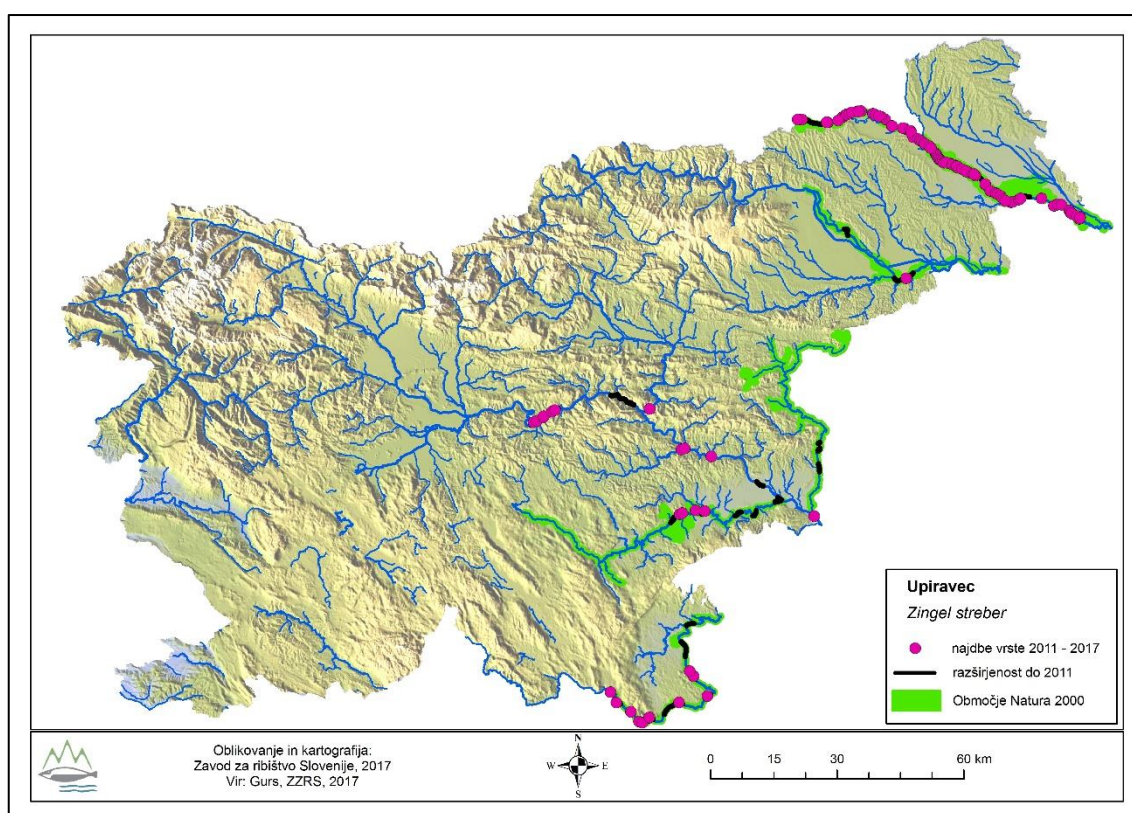 Upiravec
Zingel streber
najdbe vrste 2011 - 2017
razširjenost do 2011
Območje Natura 2000
Oblikovanje in kartografija:
Zavod za ribištvo Slovenije, 2017
Vir: Gurs, ZZRS, 2017
N
W E
S
0 15 30 60 km